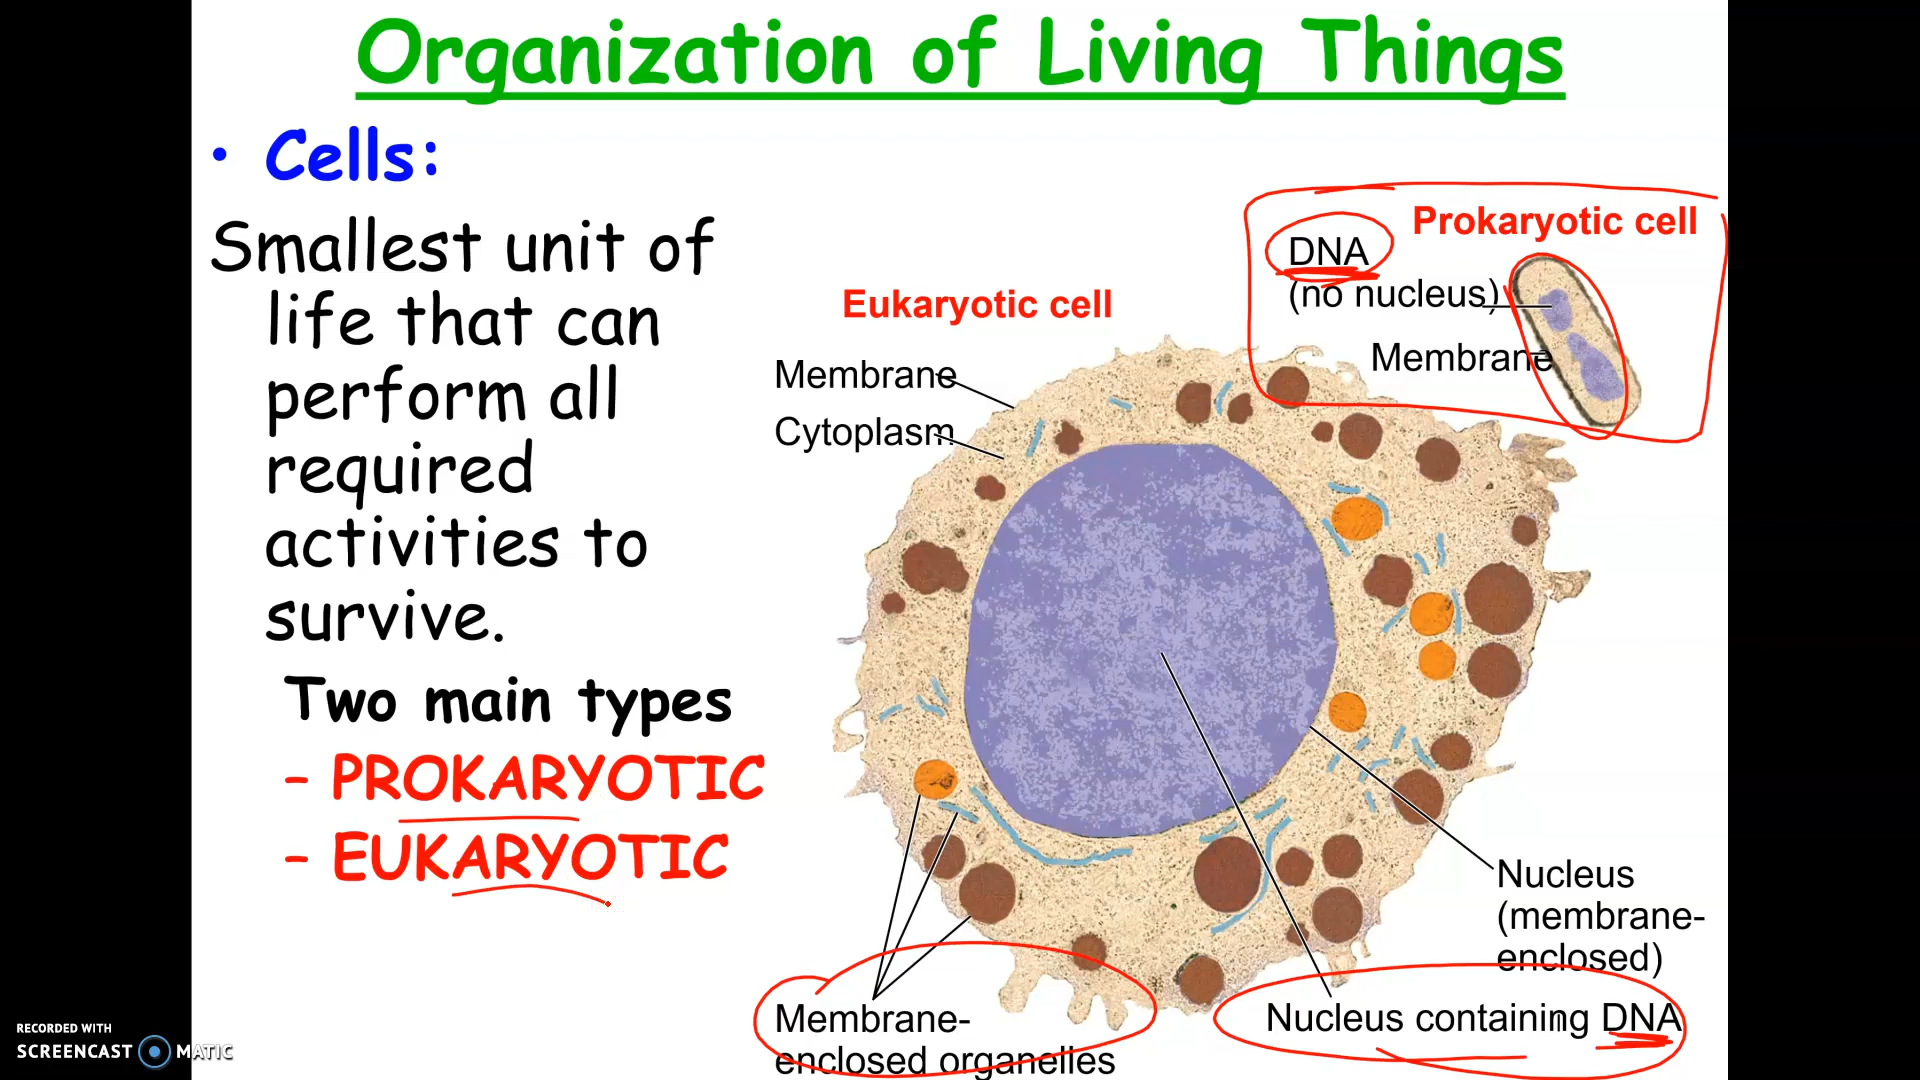 Organization of Living Things
• Cells:
Smallest unit of
life that can
perform all
required
activities to
survive.
Two main types
– PROKARYOTIC
– EUKARYOTIC
Prokaryotic cell
DNA
(no nucleus)
Membrane
Eukaryotic cell
Membrane
Cytoplasm
Nucleus
(membrane-
enclosed)
Nucleus containing DNA
Membrane-
enclosed organelles
RECORDED WITH
SCREENCAST MATIC